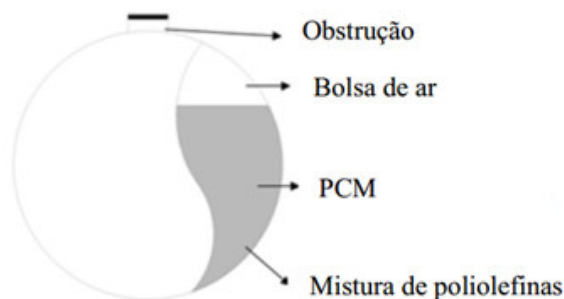 Obstrução
Bolsa de ar
PCM
Mistura de poliolefinas